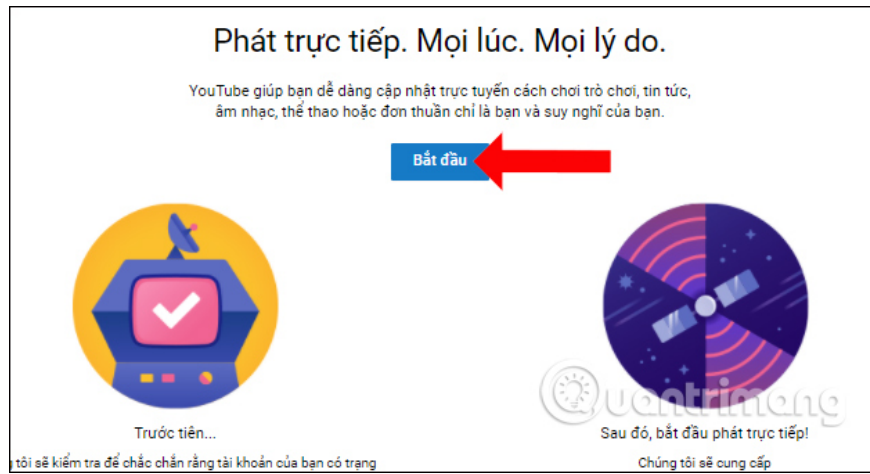 Phát trực tiếp. Mọi lúc. Mọi lý do.
YouTube giúp bạn dễ dàng cập nhật trực tuyến cách chơi trò chơi, tin tức,
âm nhạc, thể thao hoặc đơn thuần chỉ là bạn và suy nghĩ của bạn.
Bắt đầu
Quantrimang
Trước tiên...
Sau đó, bắt đầu phát trực tiếp!
tôi sẽ kiểm tra để chắc chắn rằng tài khoản của bạn có trạng
Chúng tôi sẽ cung cấp